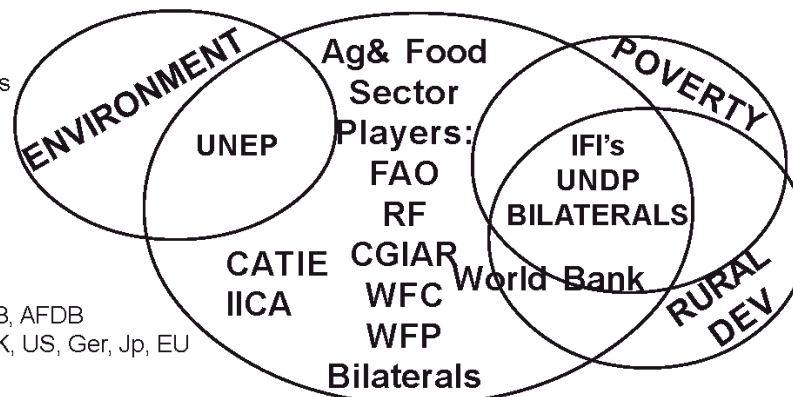 ENVIRONMENT
UNEP
Ag& Food
Sector
Players:
FAO
RF
CGIAR
WFC
WFP
Bilaterals
CATIE
IICA
World Bank
POVERTY
IFI's
UNDP
BILATERALS
RURAL
DEV
, AFDB
, US, Ger, Jp, EU